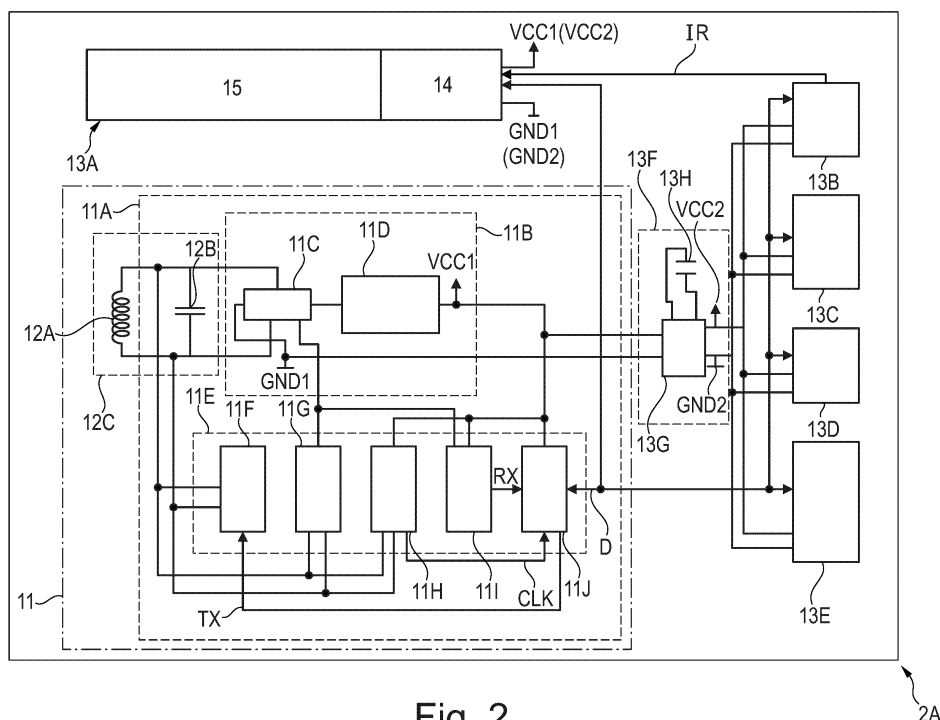 VCC1(VCC2)
IR
15
14
GND1
(GND2)
13A
13B
13F
13H
VCC2
11A
12B
11C
11D
11B
VCC1
12A
13C
GND1
GND2
12C
11E
11F
11G
13G
13D
RX
D
11H
11I
11J
CLK
11
TX
13E
Fig. 2
2A